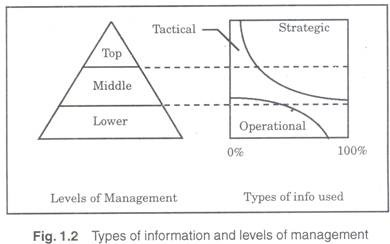 Tactical
Strategic
Top
Middle
Lower
Operational
0%
100%
Levels of Management
Types of info used
Fig. 1.2 Types of information and levels of management